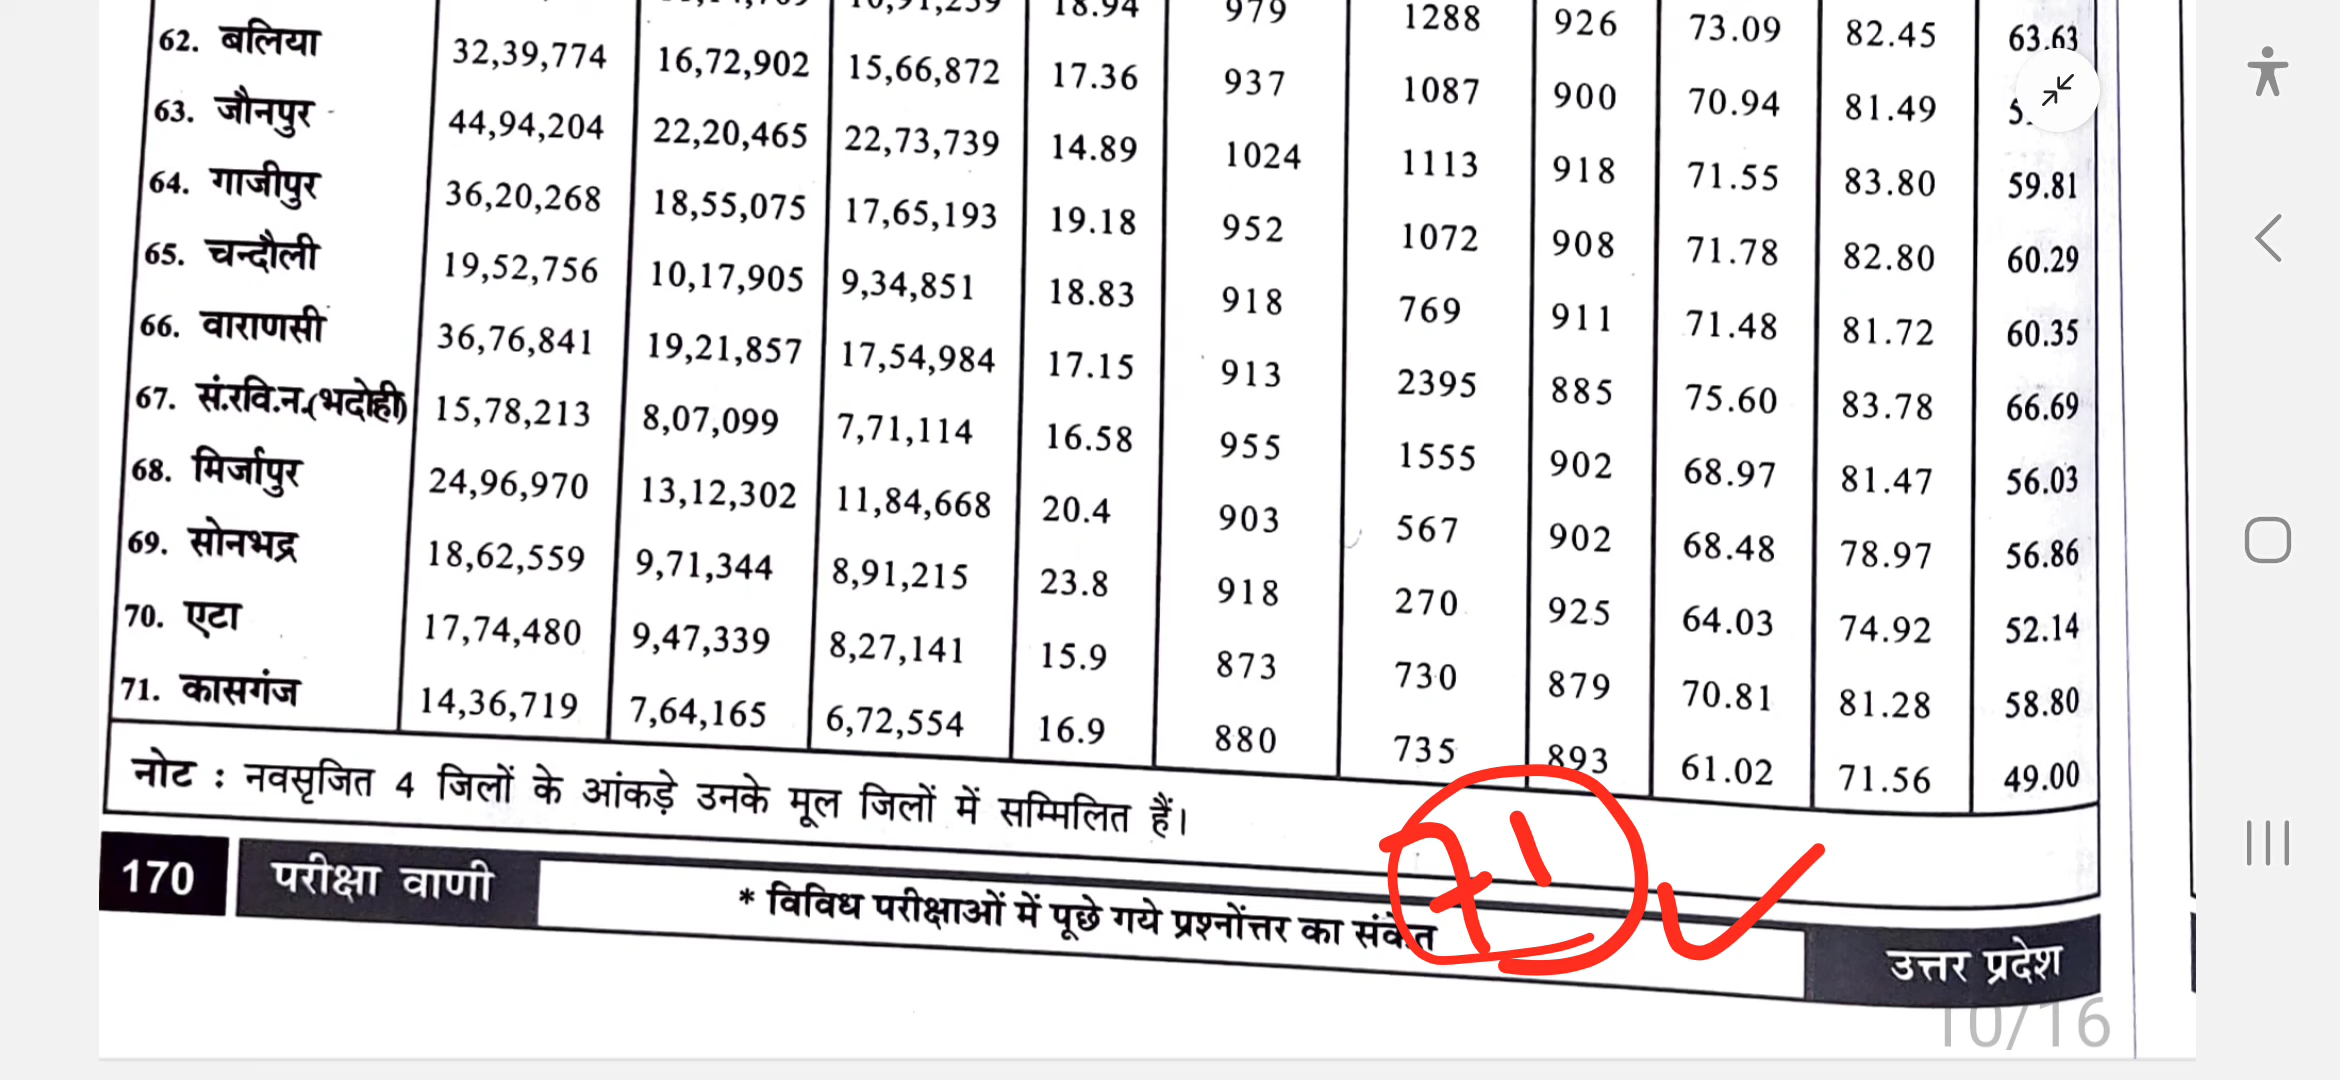 18.94 979 1288 926 73.09 82.45 63.63
62. बलिया 32,39,774 16,72,902 15,66,872 17.36 937 1087 900 70.94 81.49
63. जौनपुर 44,94,204 22,20,465 22,73,739 14.89 1024 1113 918 71.55 83.80 59.81
64. गाजीपुर 36,20,268 18,55,075 17,65,193 19.18 952 1072 908 71.78 82.80 60.29
65. चन्दौली 19,52,756 10,17,905 9,34,851 18.83 918 769 911 71.48 81.72 60.35
66. वाराणसी 36,76,841 19,21,857 17,54,984 17.15 913 2395 885 75.60 83.78 66.69
67. सं.रवि.न.(भदोही) 15,78,213 8,07,099 7,71,114 16.58 955 1555 902 68.97 81.47 56.03
68. मिर्जापुर 24,96,970 13,12,302 11,84,668 20.4 903 567 902 68.48 78.97 56.86
69. सोनभद्र 18,62,559 9,71,344 8,91,215 23.8 918 270 925 64.03 74.92 52.14
70. एटा 17,74,480 9,47,339 8,27,141 15.9 873 730 879 70.81 81.28 58.80
71. कासगंज 14,36,719 7,64,165 6,72,554 16.9 880 735 893 61.02 71.56 49.00
नोट : नवसृजित 4 जिलों के आंकड़े उनके मूल जिलों में सम्मिलित हैं।
71
170 परीक्षा वाणी * विविध परीक्षाओं में पूछे गये प्रश्नोंत्तर का संकेत उत्तर प्रदेश
10/16